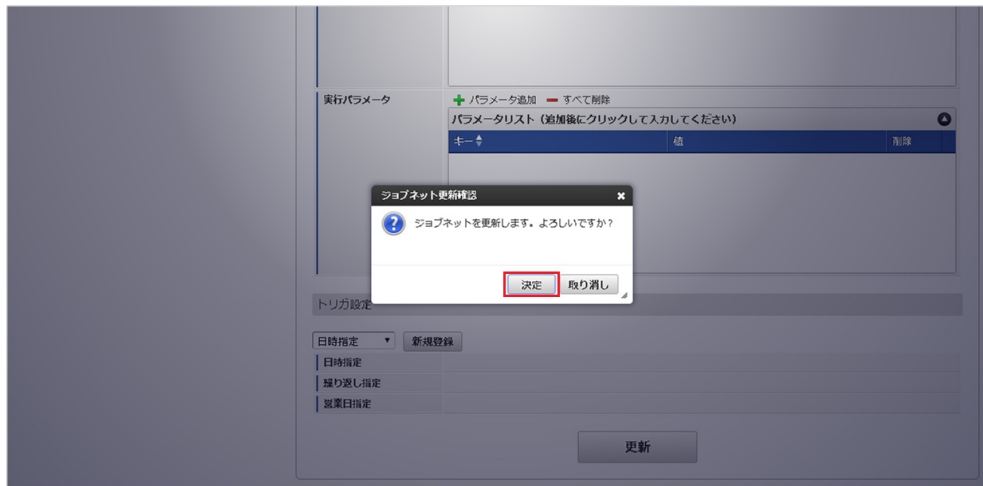 実行パラメータ
パラメータ追加 すべて削除
パラメータリスト（追加後にクリックして入力してください）
キー 値 削除
ジョブネット更新確認
ジョブネットを更新します。よろしいですか？
決定 取り消し
トリガ設定
日時指定 新規登録
日時指定
繰り返し指定
営業日指定
更新